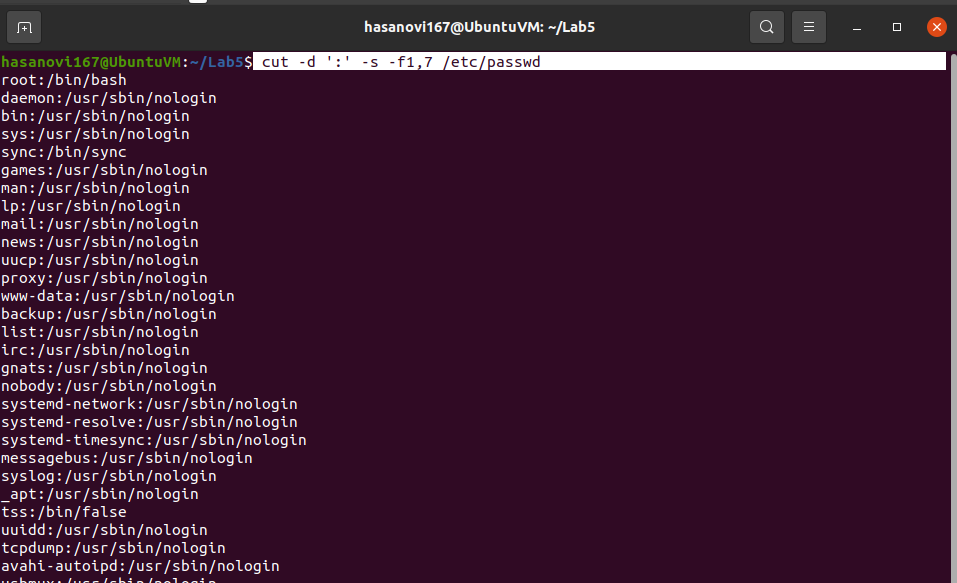 hasanovi167@UbuntuVM: ~/Lab5
hasanovi167@UbuntuVM:~/Lab5$ cut -d ':' -s -f1,7 /etc/passwd
root:/bin/bash
daemon:/usr/sbin/nologin
bin:/usr/sbin/nologin
sys:/usr/sbin/nologin
sync:/bin/sync
games:/usr/sbin/nologin
man:/usr/sbin/nologin
lp:/usr/sbin/nologin
mail:/usr/sbin/nologin
news:/usr/sbin/nologin
uucp:/usr/sbin/nologin
proxy:/usr/sbin/nologin
www-data:/usr/sbin/nologin
backup:/usr/sbin/nologin
list:/usr/sbin/nologin
irc:/usr/sbin/nologin
gnats:/usr/sbin/nologin
nobody:/usr/sbin/nologin
systemd-network:/usr/sbin/nologin
systemd-resolve:/usr/sbin/nologin
systemd-timesync:/usr/sbin/nologin
messagebus:/usr/sbin/nologin
syslog:/usr/sbin/nologin
_apt:/usr/sbin/nologin
tss:/bin/false
uuidd:/usr/sbin/nologin
tcpdump:/usr/sbin/nologin
avahi-autoipd:/usr/sbin/nologin
usbmux:/usr/sbin/nologin